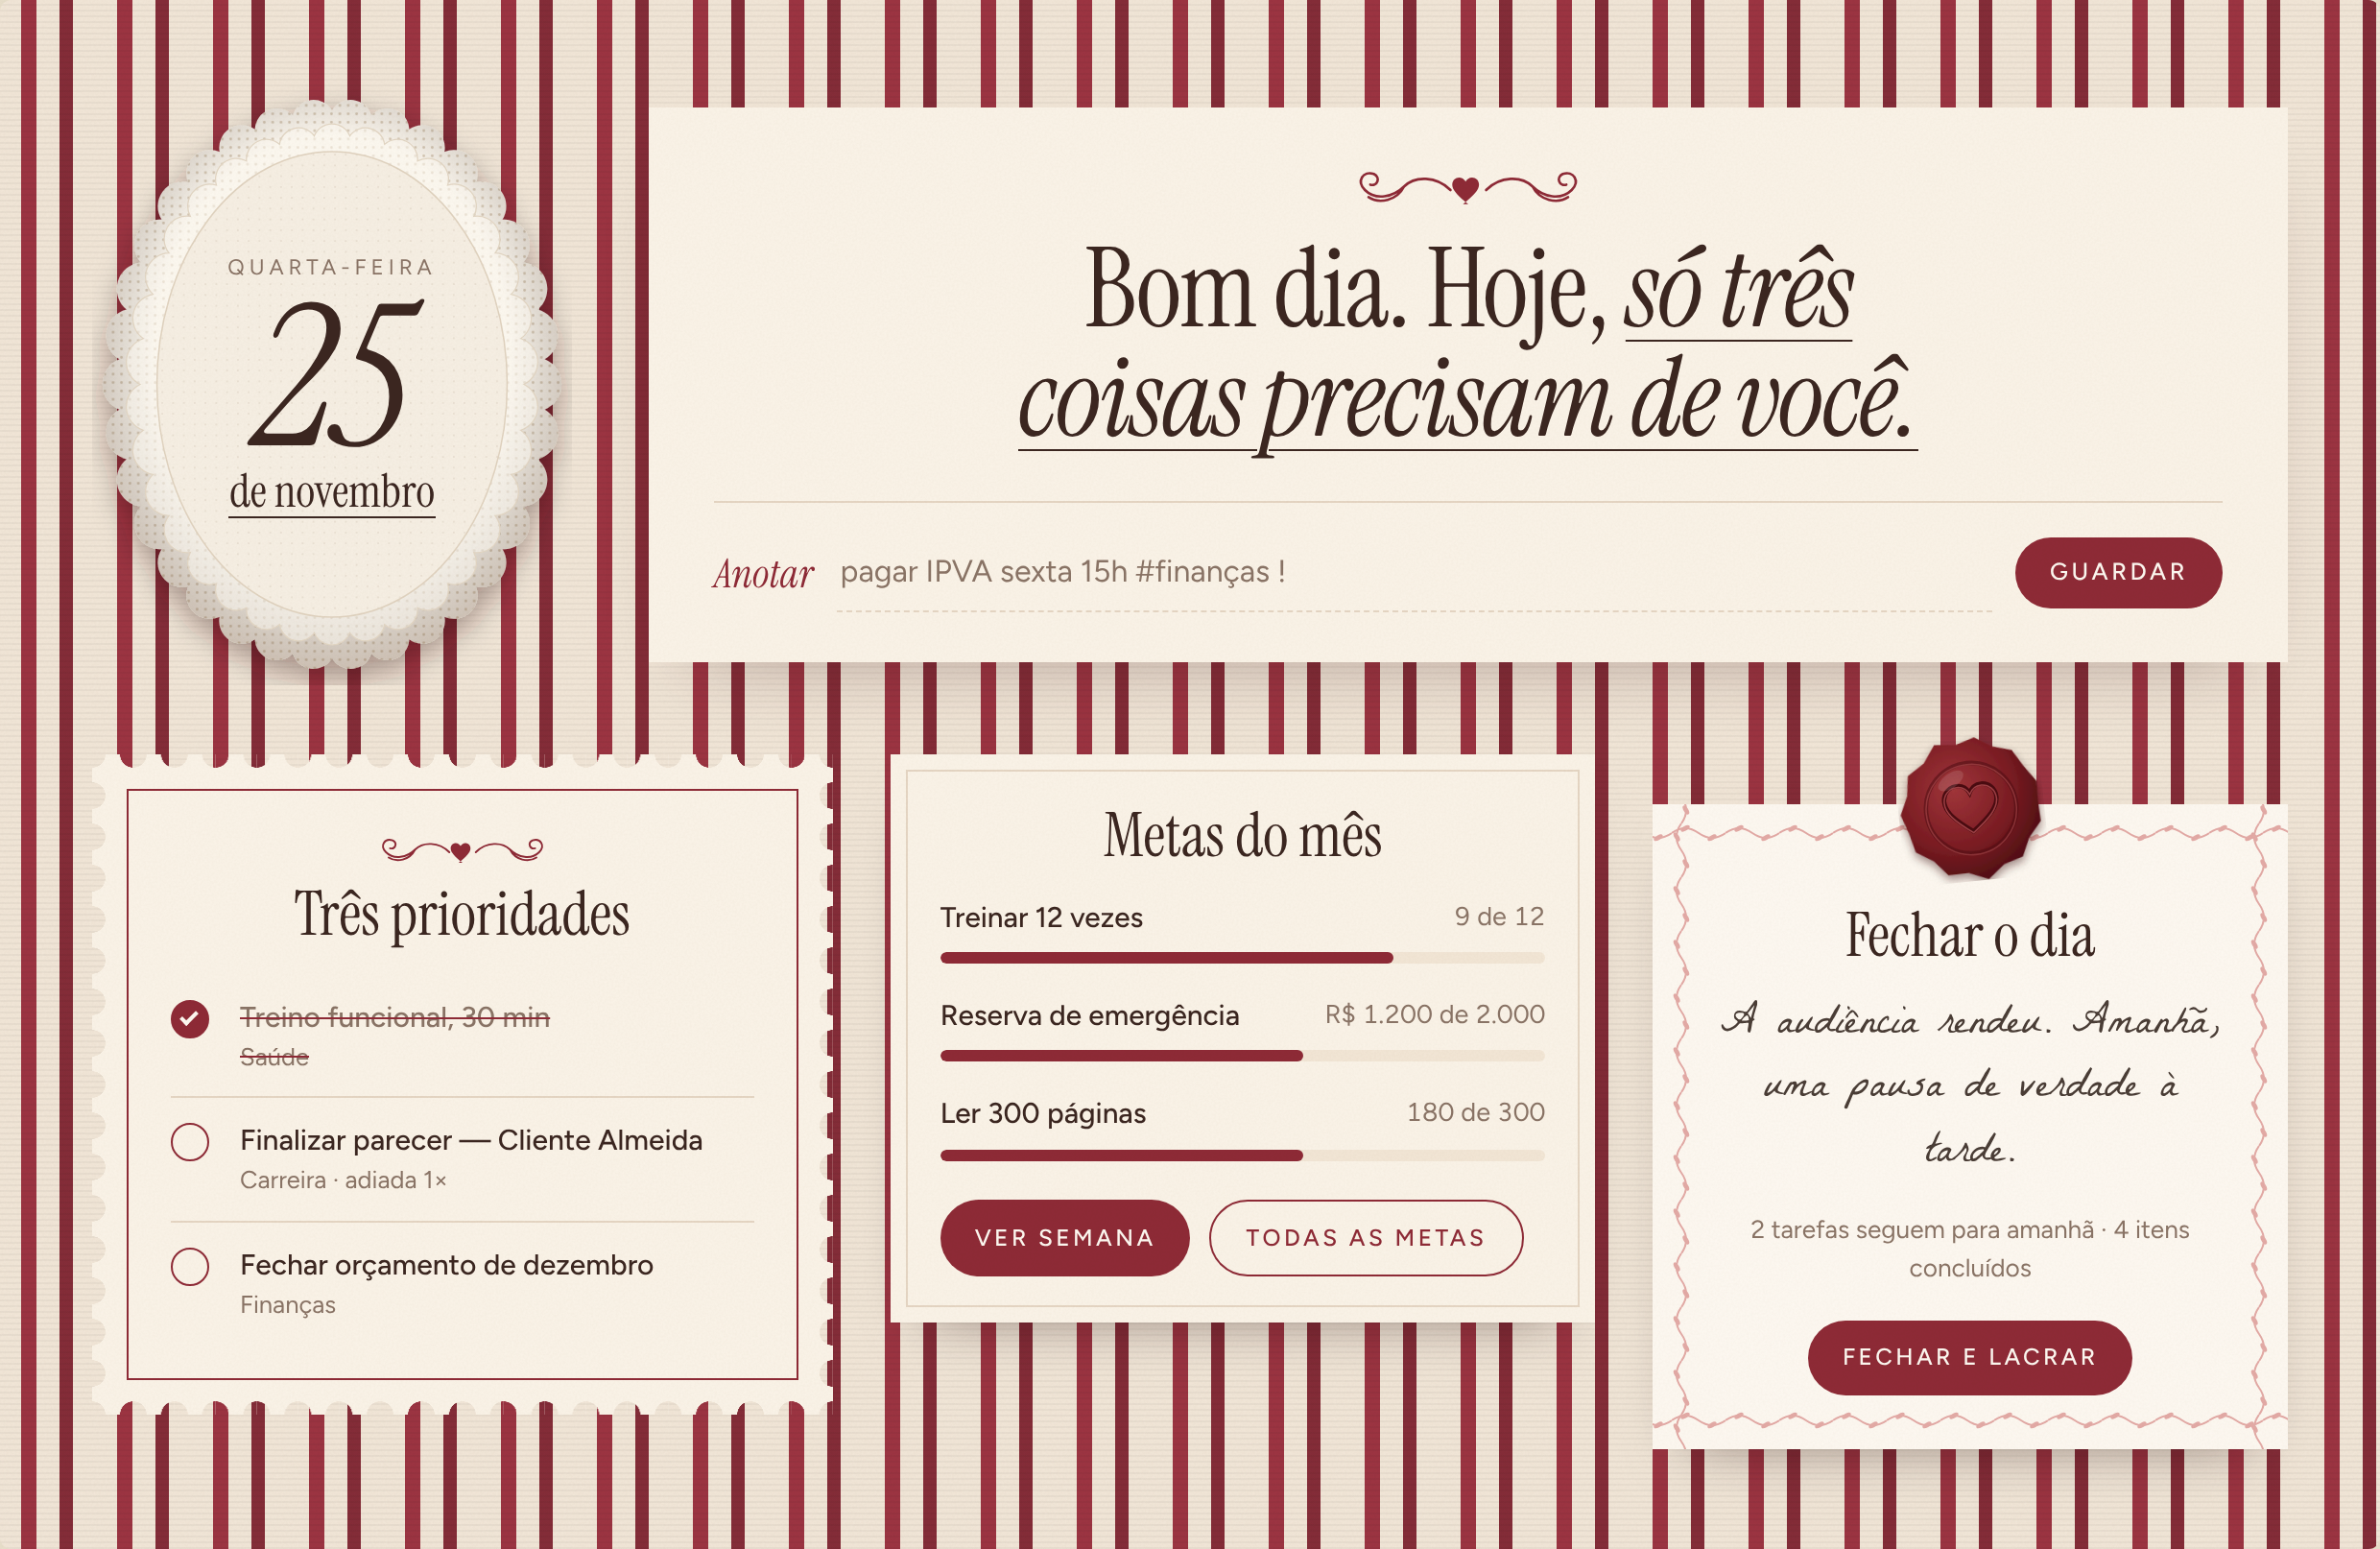 QUARTA-FEIRA
25
de novembro
Bom dia. Hoje, só três
coisas precisam de você.
Anotar pagar IPVA sexta 15h #finanças ! GUARDAR
Três prioridades
Treino funcional, 30 min
Saúde
Finalizar parecer — Cliente Almeida
Carreira · adiada 1×
Fechar orçamento de dezembro
Finanças
Metas do mês
Treinar 12 vezes 9 de 12
Reserva de emergência R$ 1.200 de 2.000
Ler 300 páginas 180 de 300
VER SEMANA TODAS AS METAS
Fechar o dia
A audiência rendeu. Amanhã,
uma pausa de verdade à
tarde.
2 tarefas seguem para amanhã · 4 itens
concluídos
FECHAR E LACRAR